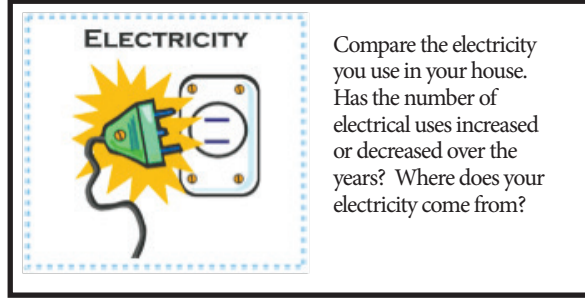 ELECTRICITY
Compare the electricity
you use in your house.
Has the number of
electrical uses increased
or decreased over the
years? Where does your
electricity come from?